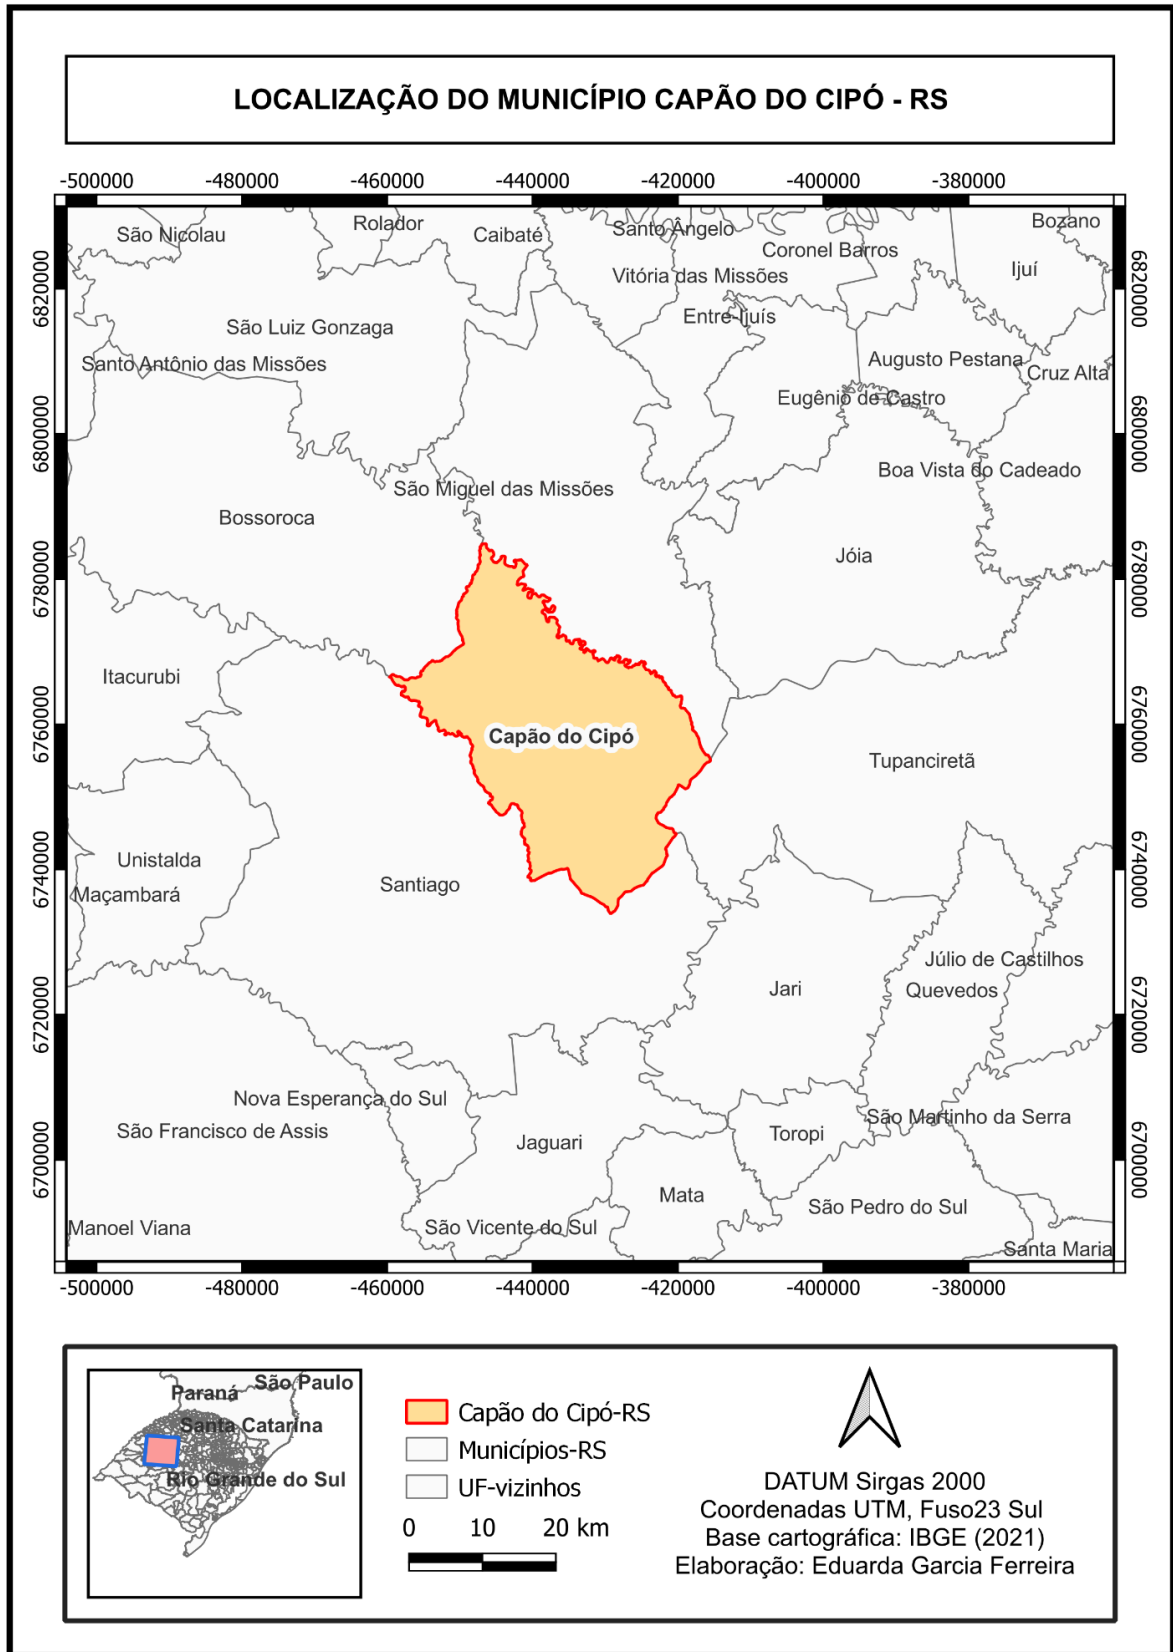 LOCALIZAÇÃO DO MUNICÍPIO CAPÃO DO CIPÓ - RS
-500000 -480000 -460000 -440000 -420000 -400000 -380000
São Nicolau
Rolador
Caibaté
Santo Ângelo
Coronel Barros
Bozano
Ijuí
Vitória das Missões
6820000
6820000
São Luiz Gonzaga
Entre-Ijuís
Santo Antônio das Missões
Augusto Pestana
Cruz Alta
Eugênio de Castro
6800000
6800000
Boa Vista do Cadeado
São Miguel das Missões
Bossoroca
Jóia
6780000
6780000
Itacurubi
6760000
6760000
Capão do Cipó
Tupanciretã
Unistalda
6740000
6740000
Santiago
Maçambará
Júlio de Castilhos
Jari
Quevedos
6720000
6720000
Nova Esperança do Sul
São Martinho da Serra
São Francisco de Assis
Jaguari
Toropi
6700000
6700000
Mata
São Pedro do Sul
Manoel Viana
São Vicente do Sul
Santa Maria
-500000 -480000 -460000 -440000 -420000 -400000 -380000
São Paulo
Paraná
Santa Catarina
Rio Grande do Sul
Capão do Cipó-RS
Municípios-RS
UF-vizinhos
0 10 20 km
DATUM Sirgas 2000
Coordenadas UTM, Fuso23 Sul
Base cartográfica: IBGE (2021)
Elaboração: Eduarda Garcia Ferreira